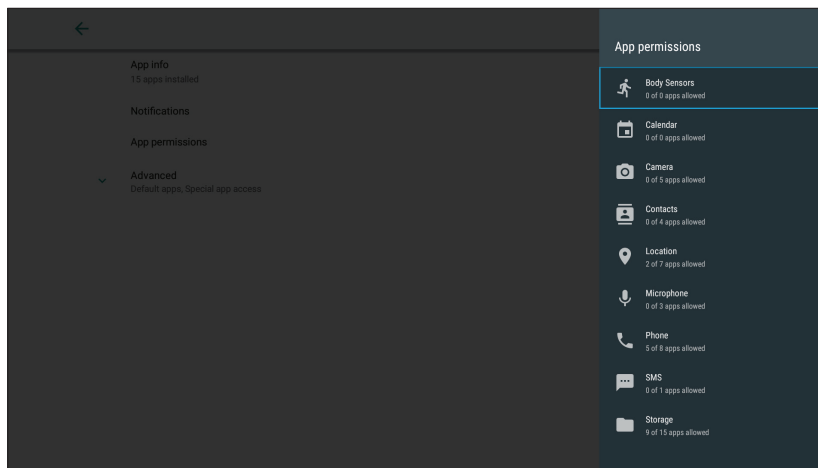 App info
15 apps installed
Notifications
App permissions
Advanced
Default apps, Special app access
App permissions
Body Sensors
0 of 0 apps allowed
Calendar
0 of 0 apps allowed
Camera
0 of 5 apps allowed
Contacts
0 of 4 apps allowed
Location
2 of 7 apps allowed
Microphone
0 of 3 apps allowed
Phone
5 of 8 apps allowed
SMS
0 of 1 apps allowed
Storage
9 of 15 apps allowed